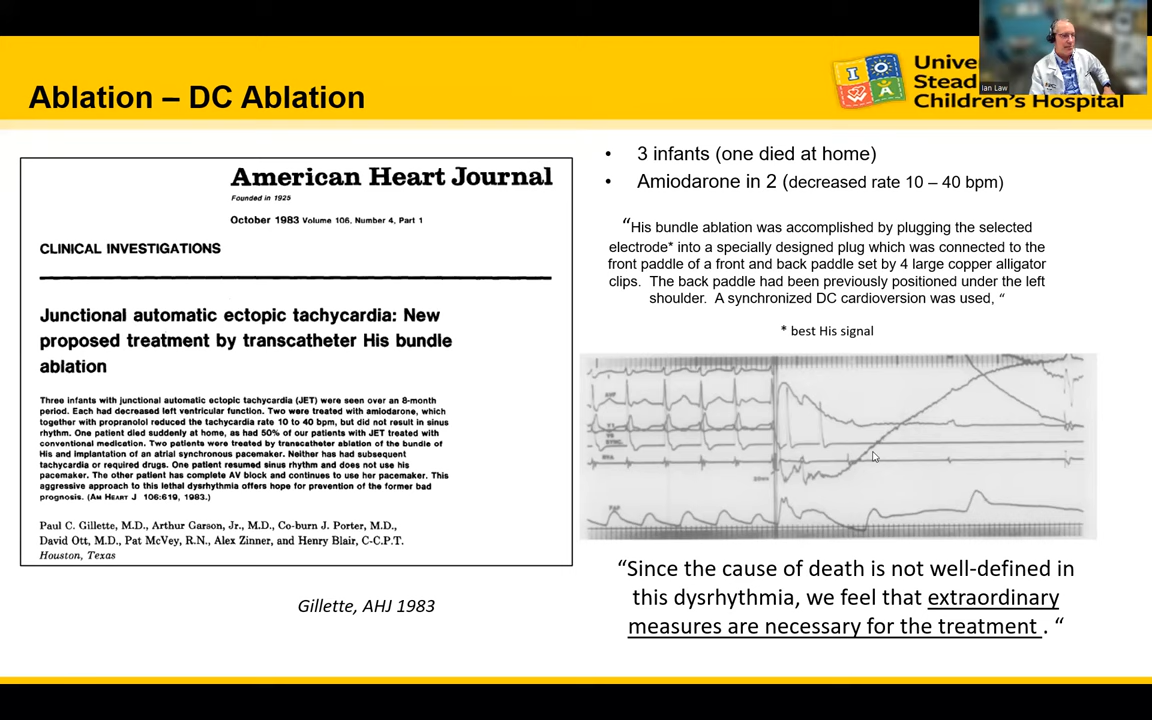 Ablation – DC Ablation
Unive
Stead
Children's Hospital
Ian Law
American Heart Journal
Founded in 1925
October 1983 Volume 106, Number 4, Part 1
CLINICAL INVESTIGATIONS
Junctional automatic ectopic tachycardia: New
proposed treatment by transcatheter His bundle
ablation
Three infants with junctional automatic ectopic tachycardia (JET) were seen over an 8-month
period. Each had decreased left ventricular function. Two were treated with amiodarone, which
together with propranolol reduced the tachycardia rate 10 to 40 bpm, but did not result in sinus
rhythm. One patient died suddenly at home, as had 50% of our patients with JET treated with
conventional medication. Two patients were treated by transcatheter ablation of the bundle of
His and implantation of an atrial synchronous pacemaker. Neither has had subsequent
tachycardia or required drugs. One patient resumed sinus rhythm and does not use his
pacemaker. The other patient has complete AV block and continues to use her pacemaker. This
aggressive approach to this lethal dysrhythmia offers hope for prevention of the former bad
prognosis. (AM HEART J 106:619, 1983.)
Paul C. Gillette, M.D., Arthur Garson, Jr., M.D., Co-burn J. Porter, M.D.,
David Ott, M.D., Pat McVey, R.N., Alex Zinner, and Henry Blair, C-C.P.T.
Houston, Texas
Gillette, AHJ 1983
• 3 infants (one died at home)
• Amiodarone in 2 (decreased rate 10 – 40 bpm)
“His bundle ablation was accomplished by plugging the selected
electrode* into a specially designed plug which was connected to the
front paddle of a front and back paddle set by 4 large copper alligator
clips. The back paddle had been previously positioned under the left
shoulder. A synchronized DC cardioversion was used, “
* best His signal
“Since the cause of death is not well-defined in
this dysrhythmia, we feel that extraordinary
measures are necessary for the treatment . “